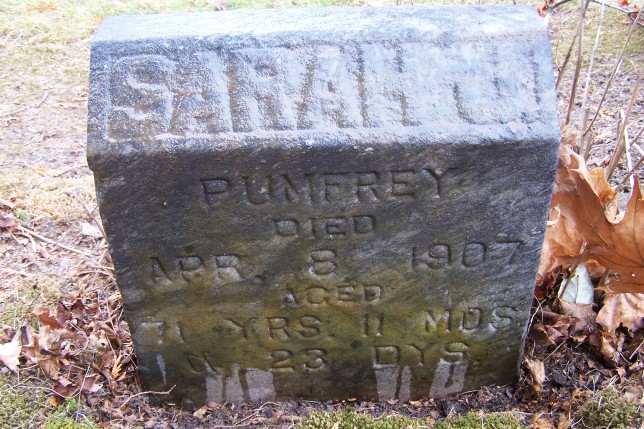 SARAH J.
PUMFREY
DIED
APR. 8, 1907
AGED
71 YRS. 11 MOS.
23 DYS.